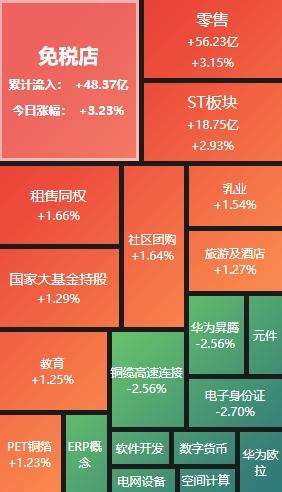 免税店
累计流入： +48.37亿
今日涨幅： +3.23%
零售
+56.23亿
+3.15%
ST板块
+18.75亿
+2.93%
租售同权
+1.66%
社区团购
+1.64%
乳业
+1.54%
旅游及酒店
+1.27%
国家大基金持股
+1.29%
华为昇腾
-2.56%
元件
教育
+1.25%
铜缆高速连接
-2.56%
电子身份证
-2.70%
PET铜箔
+1.23%
ERP概
念
软件开发
数字货币
华为欧
拉
电网设备
空间计算